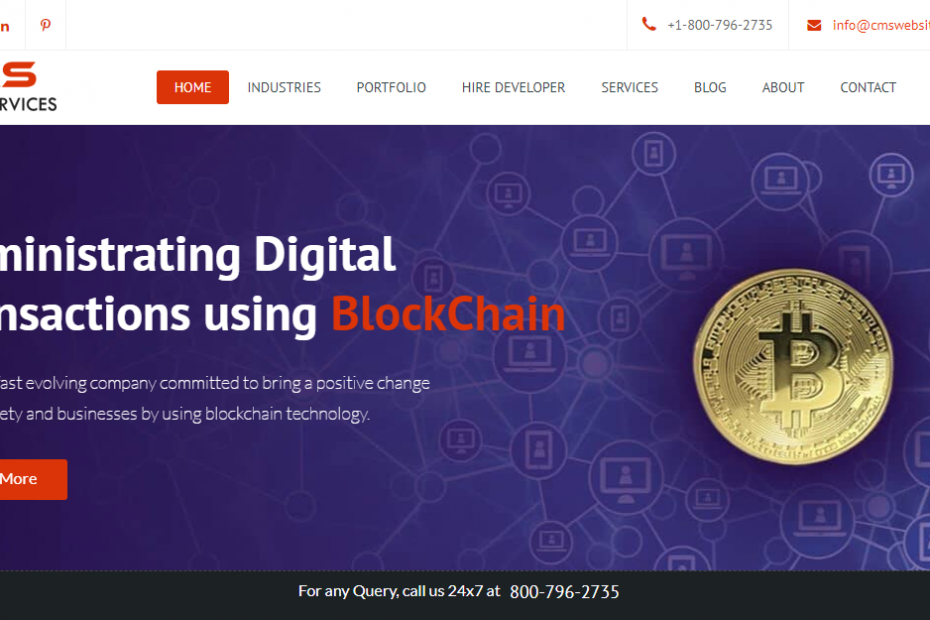 in
+1-800-796-2735
info@cmswebsit
S
RVICES
HOME
INDUSTRIES
PORTFOLIO
HIRE DEVELOPER
SERVICES
BLOG
ABOUT
CONTACT
ministrating Digital
nsactions using BlockChain
fast evolving company committed to bring a positive change
ety and businesses by using blockchain technology.
More
For any Query, call us 24x7 at 800-796-2735